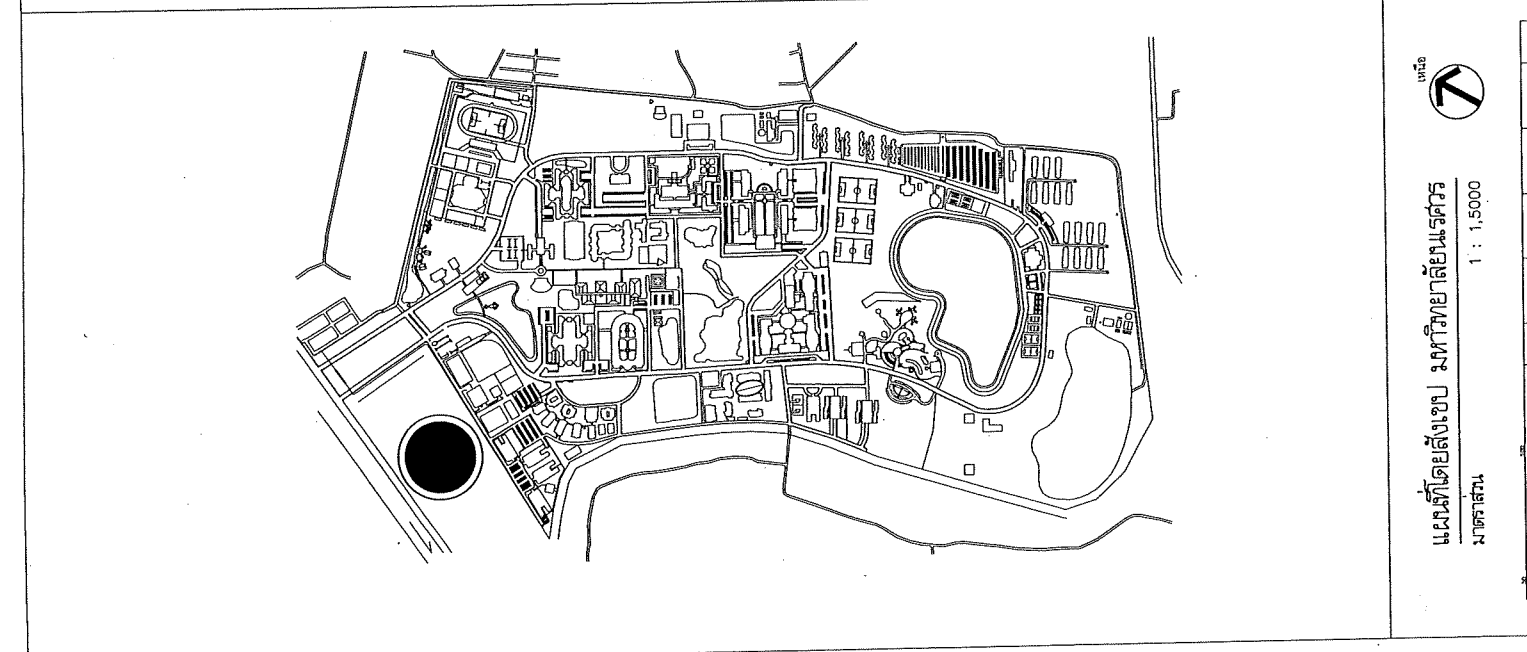 เหนือ
แผนที่โดยสังเขป มหาวิทยาลัยนเรศวร
มาตราส่วน 1 : 1,5000